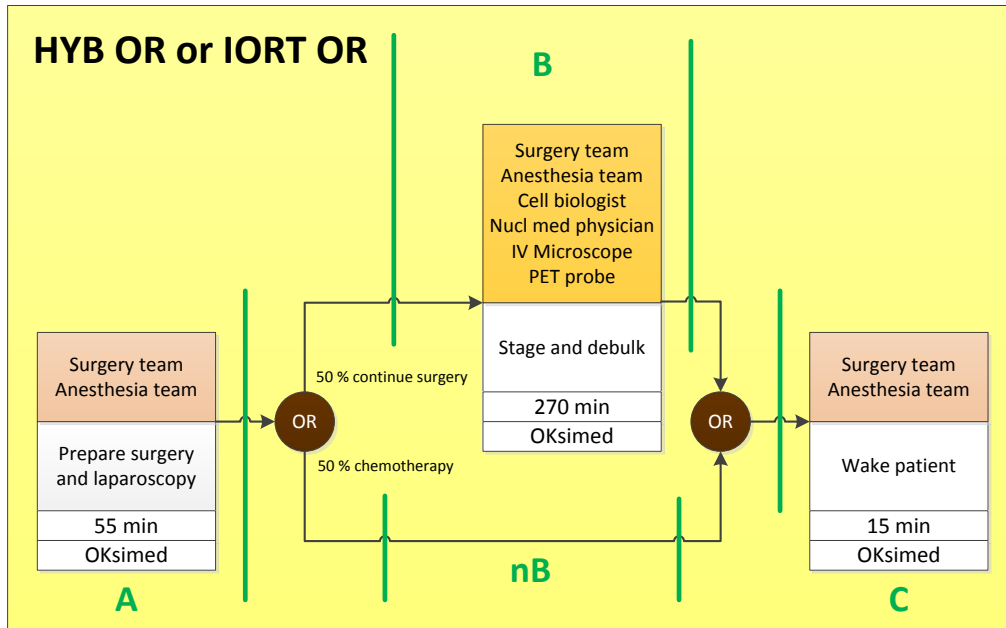 HYB OR or IORT OR
B
Surgery team
Anesthesia team
Cell biologist
Nucl med physician
IV Microscope
PET probe
Stage and debulk
270 min
OKsimed
Surgery team
Anesthesia team
Prepare surgery
and laparoscopy
55 min
OKsimed
A
50 % continue surgery
OR
50 % chemotherapy
nB
OR
Surgery team
Anesthesia team
Wake patient
15 min
OKsimed
C